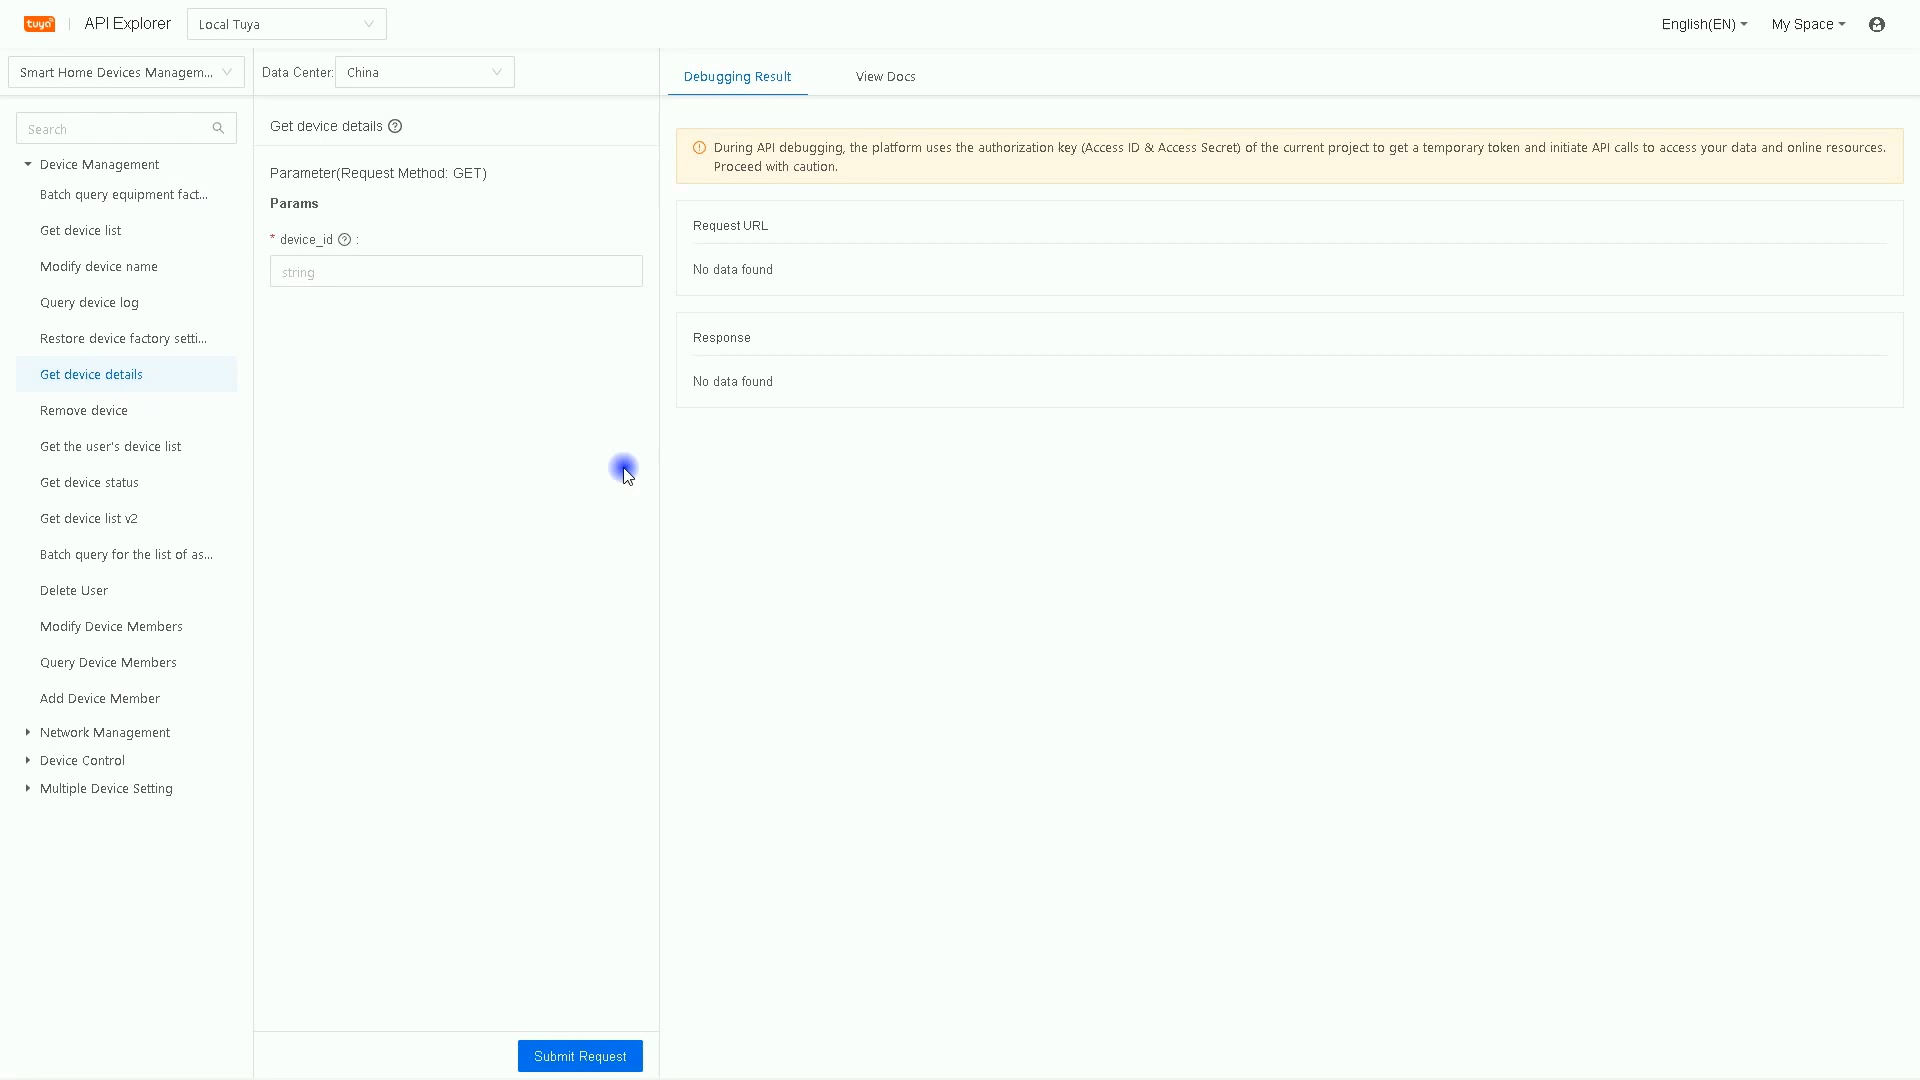 tuya
API Explorer
Local Tuya
English(EN)
My Space
Smart Home Devices Managem...
Data Center:
China
Debugging Result
View Docs
Search
Device Management
Batch query equipment fact...
Get device list
Modify device name
Query device log
Restore device factory setti...
Get device details
Remove device
Get the user's device list
Get device status
Get device list v2
Batch query for the list of as...
Delete User
Modify Device Members
Query Device Members
Add Device Member
Network Management
Device Control
Multiple Device Setting
Get device details
Parameter(Request Method: GET)
Params
* device_id :
string
Submit Request
During API debugging, the platform uses the authorization key (Access ID & Access Secret) of the current project to get a temporary token and initiate API calls to access your data and online resources.
Proceed with caution.
Request URL
No data found
Response
No data found